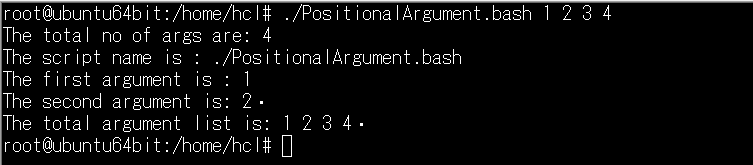 root@ubuntu64bit:/home/hcl# ./PositionalArgument.bash 1 2 3 4
The total no of args are: 4
The script name is : ./PositionalArgument.bash
The first argument is : 1
The second argument is: 2·
The total argument list is: 1 2 3 4·
root@ubuntu64bit:/home/hcl#